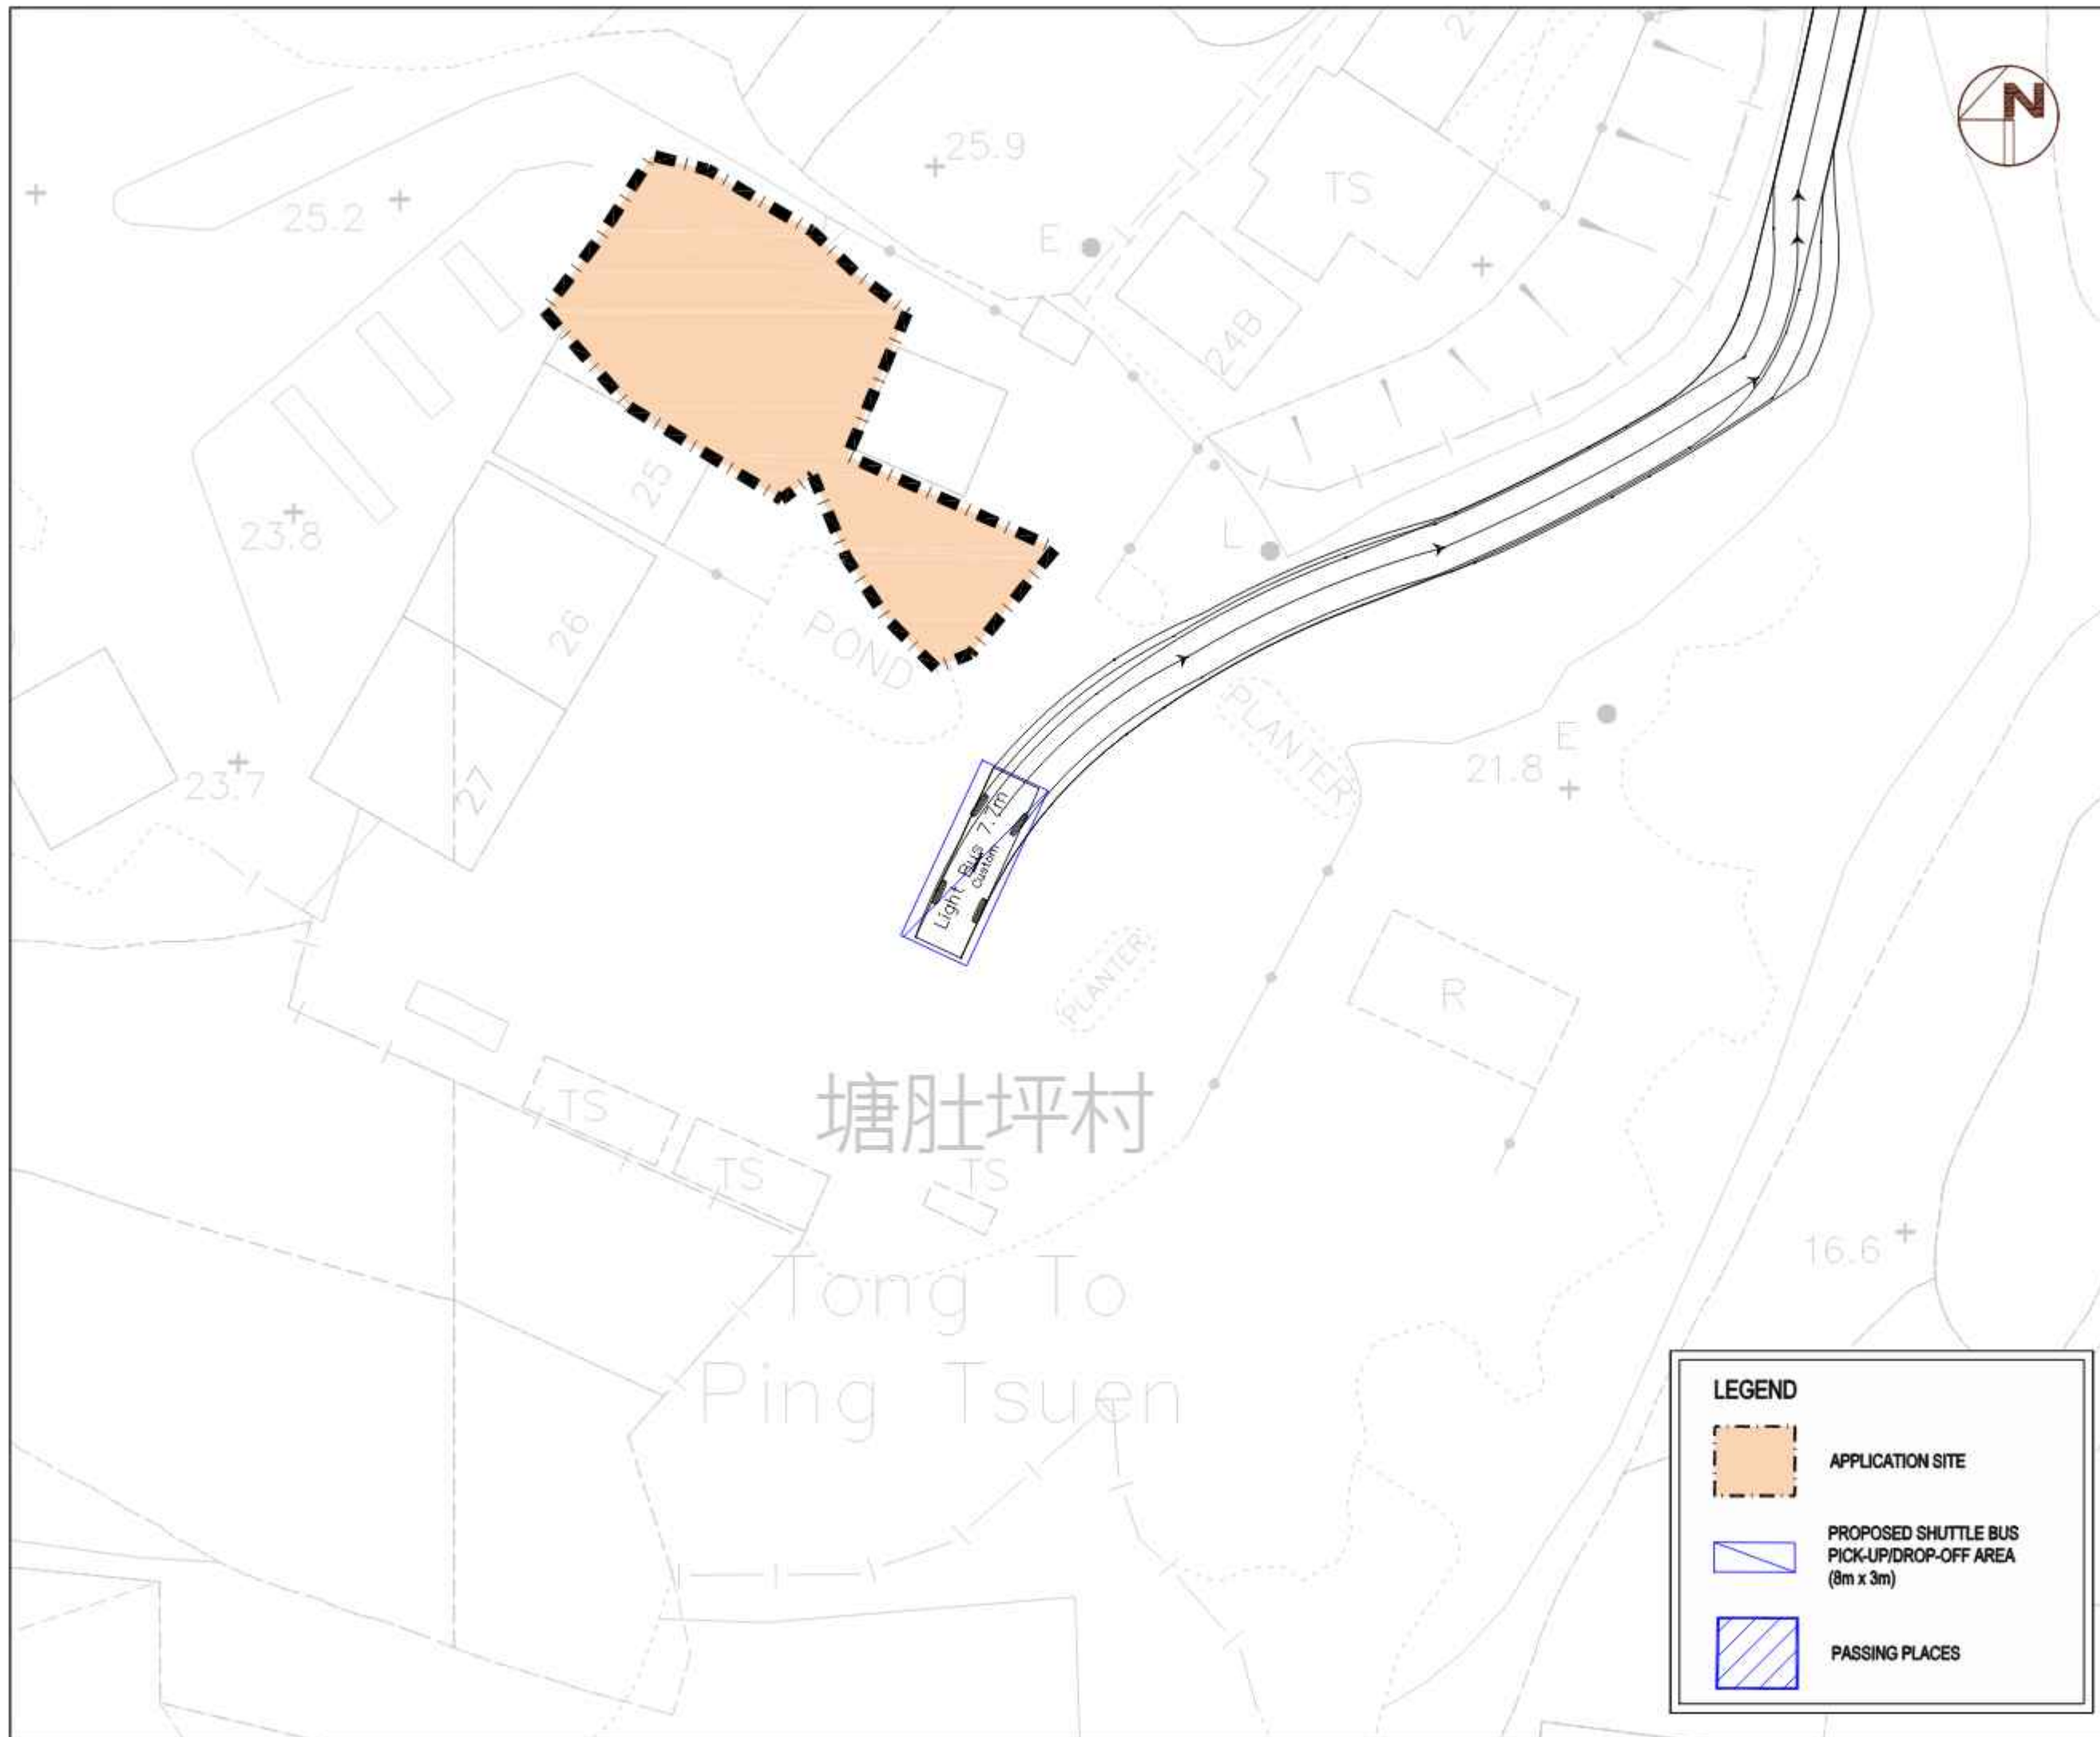 N
25.9
25.2
TS
E
24B
25
23.8
L
26
POND
PLANTER
E
21.8
23.7
27
Light Bus 7.7m
Custom
PLANTER
R
塘肚坪村
TS
TS
TS
16.6
Tong To
Ping Tsuen
LEGEND
APPLICATION SITE
PROPOSED SHUTTLE BUS
PICK-UP/DROP-OFF AREA
(8m x 3m)
PASSING PLACES